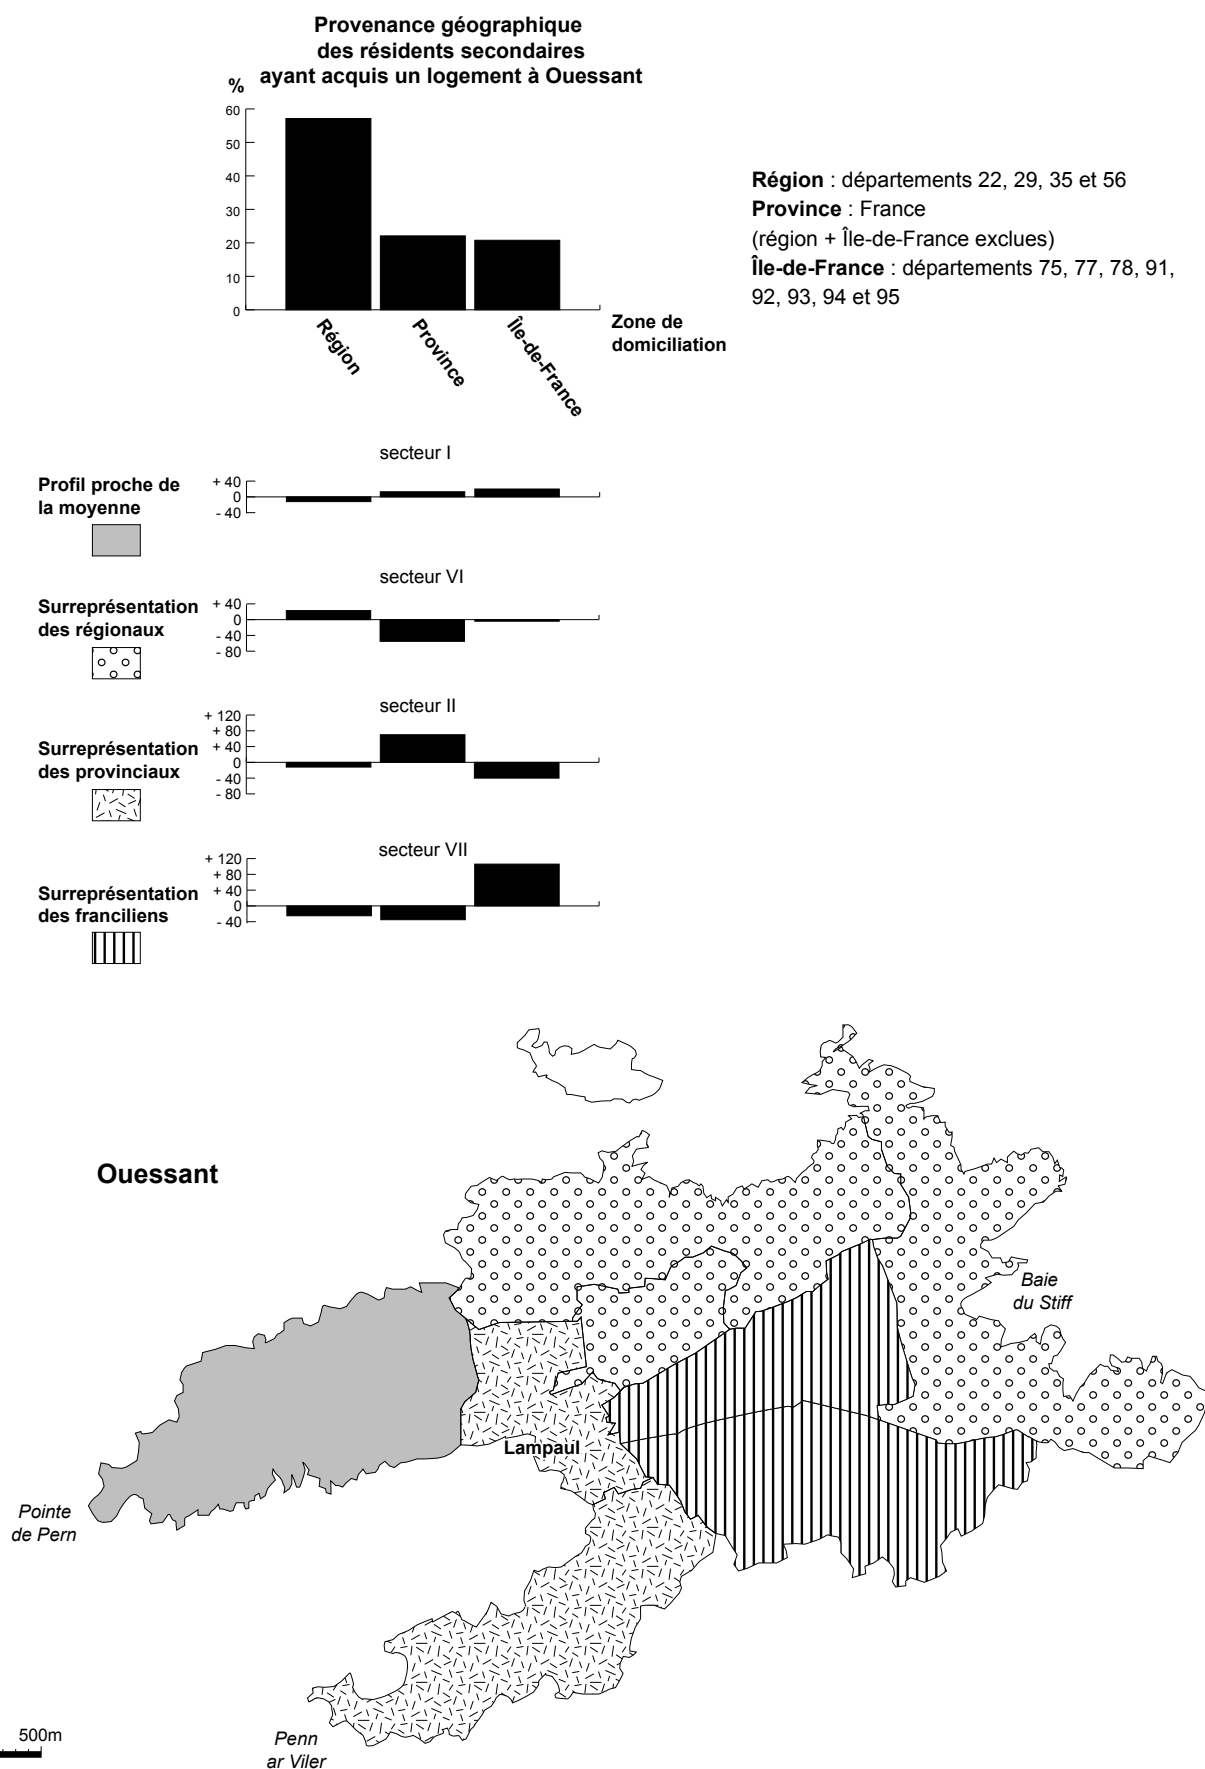 Provenance géographique
des résidents secondaires
ayant acquis un logement à Ouessant
%
60
50
40
30
20
10
0
Région
Province
Île-de-France
Zone de
domiciliation
Région : départements 22, 29, 35 et 56
Province : France
(région + Île-de-France exclues)
Île-de-France : départements 75, 77, 78, 91,
92, 93, 94 et 95
secteur I
Profil proche de
la moyenne
+ 40
0
- 40
secteur VI
Surreprésentation
des régionaux
+ 40
0
- 40
- 80
secteur II
Surreprésentation
des provinciaux
+ 120
+ 80
+ 40
0
- 40
- 80
secteur VII
Surreprésentation
des franciliens
+ 120
+ 80
+ 40
0
- 40
Ouessant
Baie
du Stiff
Lampaul
Pointe
de Pern
Penn
ar Viler
500m